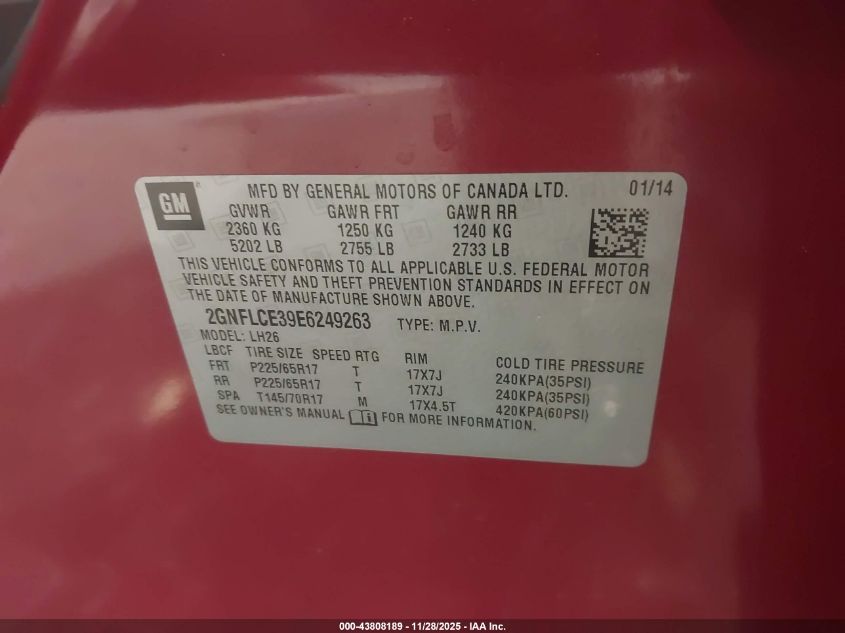 GM ® MFD BY GENERAL MOTORS OF CANADA LTD. 01/14
GVWR GAWR FRT GAWR RR
2360 KG 1250 KG 1240 KG
5202 LB 2755 LB 2733 LB
THIS VEHICLE CONFORMS TO ALL APPLICABLE U.S. FEDERAL MOTOR
VEHICLE SAFETY AND THEFT PREVENTION STANDARDS IN EFFECT ON
THE DATE OF MANUFACTURE SHOWN ABOVE.
2GNFLCE39E6249263 TYPE: M.P.V.
MODEL: LH26
LBCF TIRE SIZE SPEED RTG RIM COLD TIRE PRESSURE
FRT P225/65R17 T 17X7J 240KPA(35PSI)
RR P225/65R17 T 17X7J 240KPA(35PSI)
SPA T145/70R17 M 17X4.5T 420KPA(60PSI)
SEE OWNER'S MANUAL FOR MORE INFORMATION.
000-43808189 - 11/28/2025 - IAA Inc.